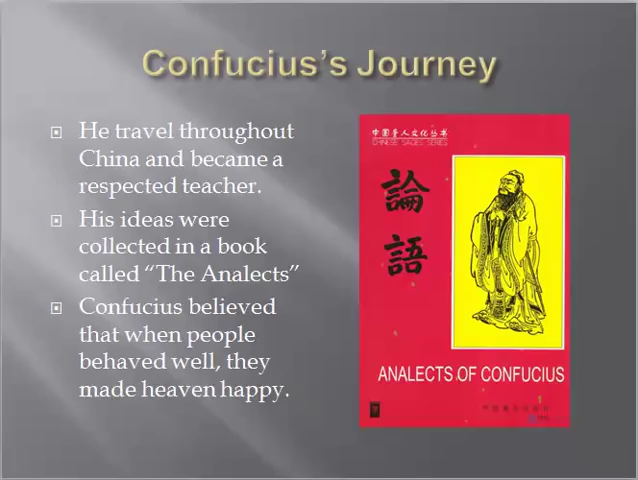 Confucius's Journey
He travel throughout
China and became a
respected teacher.
His ideas were
collected in a book
called “The Analects”
Confucius believed
that when people
behaved well, they
made heaven happy.
中国圣人文化丛书
CHINESE SAGES SERIES
論
語
ANALECTS OF CONFUCIUS